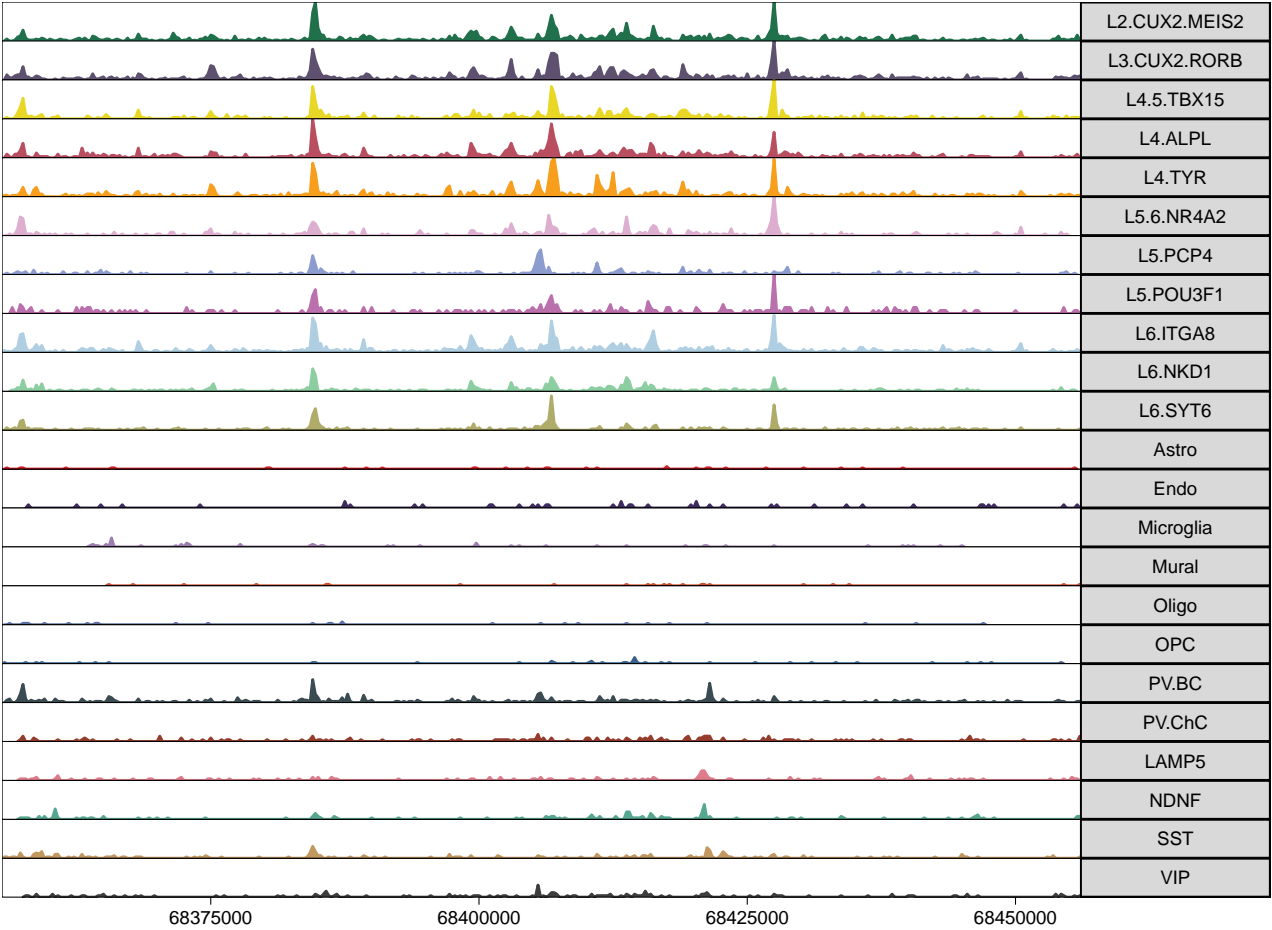 L2.CUX2.MEIS2
L3.CUX2.RORB
L4.5.TBX15
L4.ALPL
L4.TYR
L5.6.NR4A2
L5.PCP4
L5.POU3F1
L6.ITGA8
L6.NKD1
L6.SYT6
Astro
Endo
Microglia
Mural
Oligo
OPC
PV.BC
PV.ChC
LAMP5
NDNF
SST
VIP
68375000 68400000 68425000 68450000